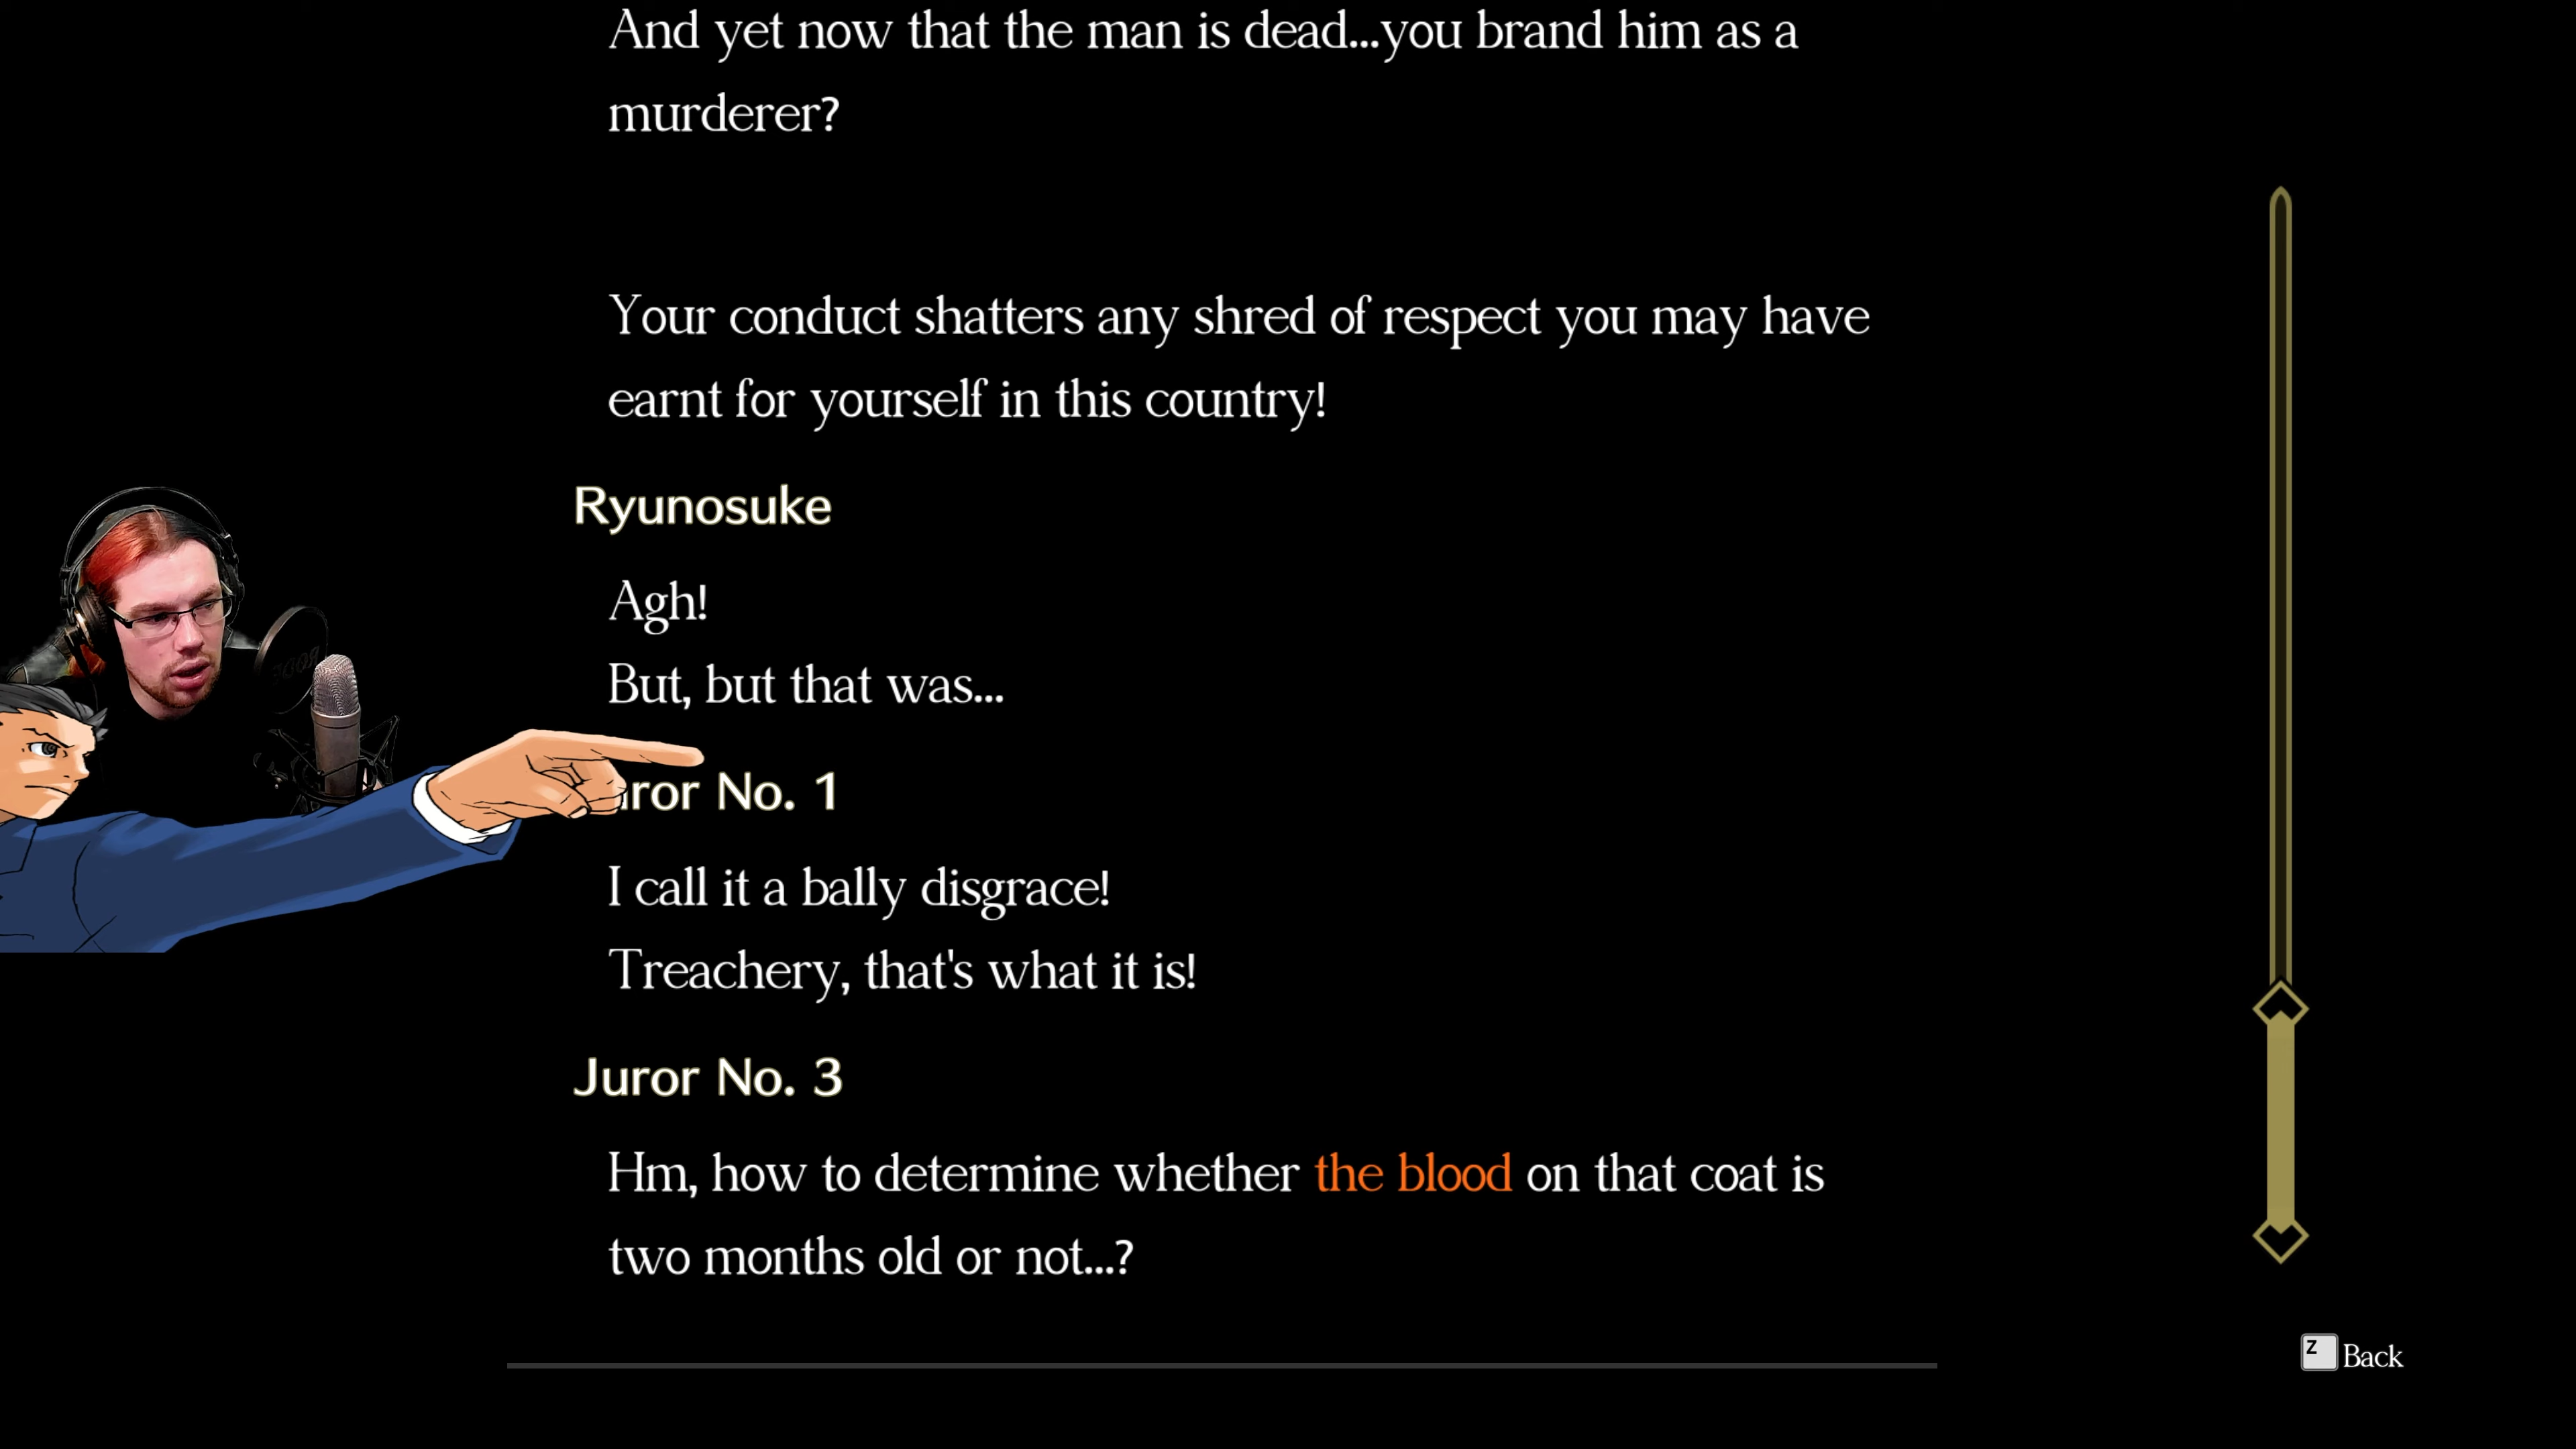 And yet now that the man is dead...you brand him as a
murderer?
Your conduct shatters any shred of respect you may have
earnt for yourself in this country!
Ryunosuke
Agh!
But, but that was...
ror No. 1
I call it a bally disgrace!
Treachery, that's what it is!
Juror No. 3
Hm, how to determine whether the blood on that coat is
two months old or not...?
Z Back